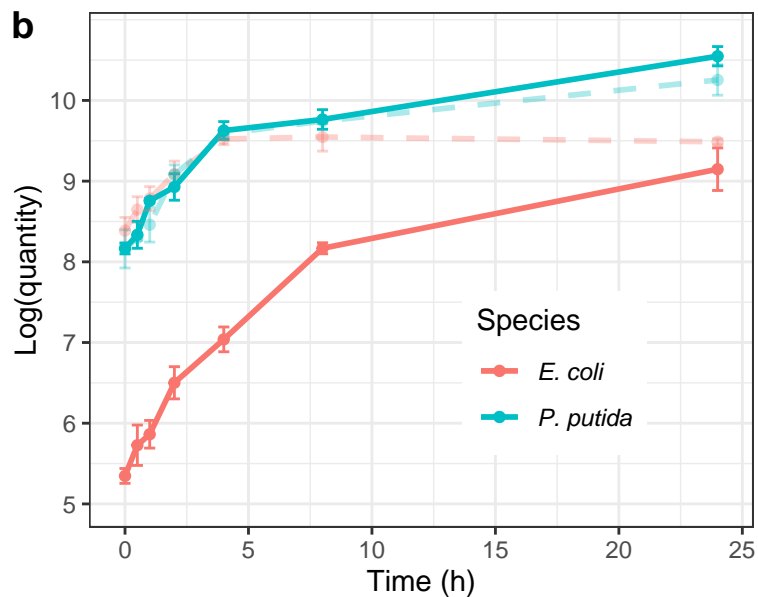 b
Log(quantity)
10
9
8
7
6
5
Species
E. coli
P. putida
0 5 10 15 20 25
Time (h)